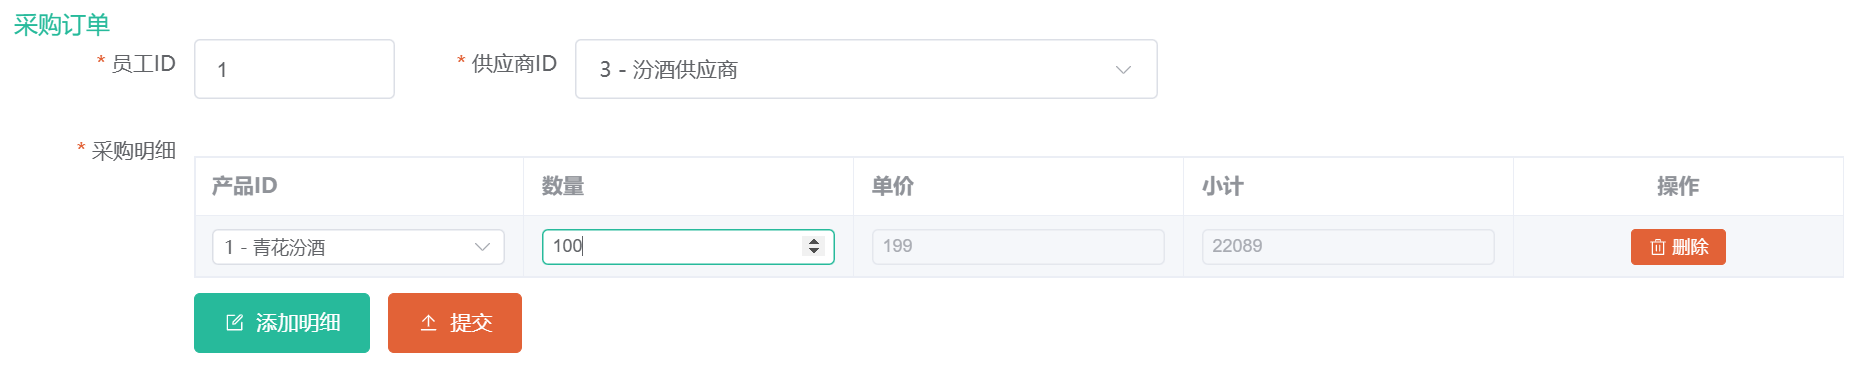 采购订单
* 员工ID 1 * 供应商ID 3 - 汾酒供应商
* 采购明细
产品ID 数量 单价 小计 操作
1 - 青花汾酒 100 199 22089 删除
添加明细 提交